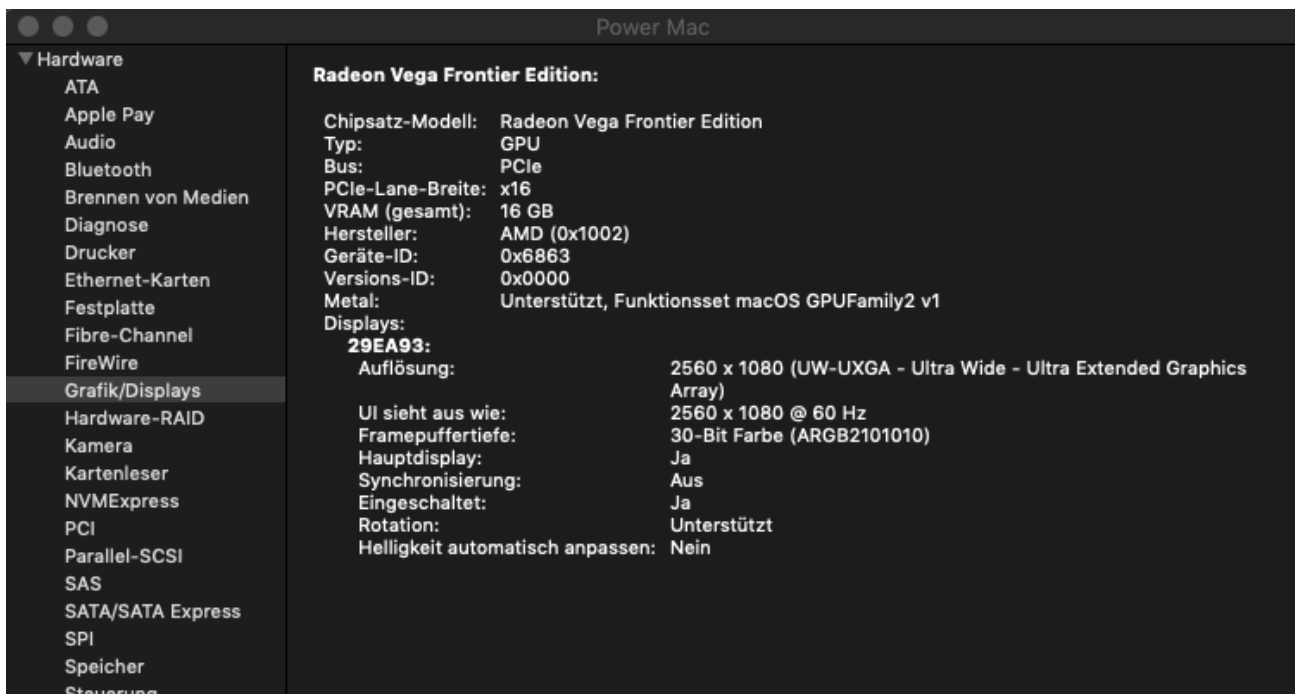 Power Mac
Hardware
ATA
Apple Pay
Audio
Bluetooth
Brennen von Medien
Diagnose
Drucker
Ethernet-Karten
Festplatte
Fibre-Channel
FireWire
Grafik/Displays
Hardware-RAID
Kamera
Kartenleser
NVMExpress
PCI
Parallel-SCSI
SAS
SATA/SATA Express
SPI
Speicher
Steuerung
Radeon Vega Frontier Edition:
Chipsatz-Modell: Radeon Vega Frontier Edition
Typ: GPU
Bus: PCIe
PCIe-Lane-Breite: x16
VRAM (gesamt): 16 GB
Hersteller: AMD (0x1002)
Geräte-ID: 0x6863
Versions-ID: 0x0000
Metal: Unterstützt, Funktionsset macOS GPUFamily2 v1
Displays:
29EA93:
Auflösung: 2560 x 1080 (UW-UXGA - Ultra Wide - Ultra Extended Graphics
Array)
UI sieht aus wie: 2560 x 1080 @ 60 Hz
Framepuffertiefe: 30-Bit Farbe (ARGB2101010)
Hauptdisplay: Ja
Synchronisierung: Aus
Eingeschaltet: Ja
Rotation: Unterstützt
Helligkeit automatisch anpassen: Nein